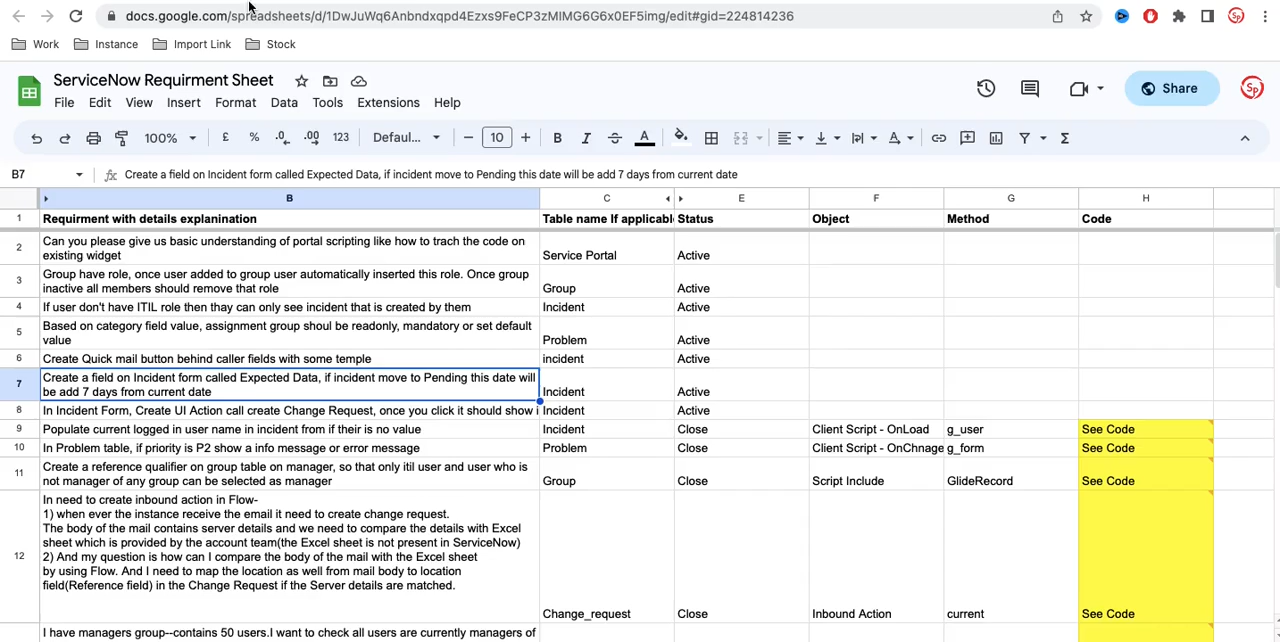 docs.google.com/spreadsheets/d/1DwJuWq6Anbndxqpd4Ezxs9FeCP3zMIMG6G6x0EF5img/edit#gid=224814236
Work Instance Import Link Stock
ServiceNow Requirment Sheet
File Edit View Insert Format Data Tools Extensions Help
Share
Sp
100% £ % .0 .00 123 Defaul... 10 B I S A
B7 fx Create a field on Incident form called Expected Data, if incident move to Pending this date will be add 7 days from current date
B C E F G H
1 Requirment with details explanination Table name If applicabl Status Object Method Code
Can you please give us basic understanding of portal scripting like how to trach the code on
2 existing widget Service Portal Active
Group have role, once user added to group user automatically inserted this role. Once group
3 inactive all members should remove that role Group Active
4 If user don't have ITIL role then thay can only see incident that is created by them Incident Active
Based on category field value, assignment group shoul be readonly, mandatory or set default
5 value Problem Active
6 Create Quick mail button behind caller fields with some temple incident Active
Create a field on Incident form called Expected Data, if incident move to Pending this date will
7 be add 7 days from current date Incident Active
8 In Incident Form, Create UI Action call create Change Request, once you click it should show i Incident Active
9 Populate current logged in user name in incident from if their is no value Incident Close Client Script - OnLoad g_user See Code
10 In Problem table, if priority is P2 show a info message or error message Problem Close Client Script - OnChnage g_form See Code
Create a reference qualifier on group table on manager, so that only itil user and user who is
11 not manager of any group can be selected as manager Group Close Script Include GlideRecord See Code
In need to create inbound action in Flow-
1) when ever the instance receive the email it need to create change request.
The body of the mail contains server details and we need to compare the details with Excel
sheet which is provided by the account team(the Excel sheet is not present in ServiceNow)
12 2) And my question is how can I compare the body of the mail with the Excel sheet
by using Flow. And I need to map the location as well from mail body to location
field(Reference field) in the Change Request if the Server details are matched.
Change_request Close Inbound Action current See Code
I have managers group--contains 50 users.I want to check all users are currently managers of